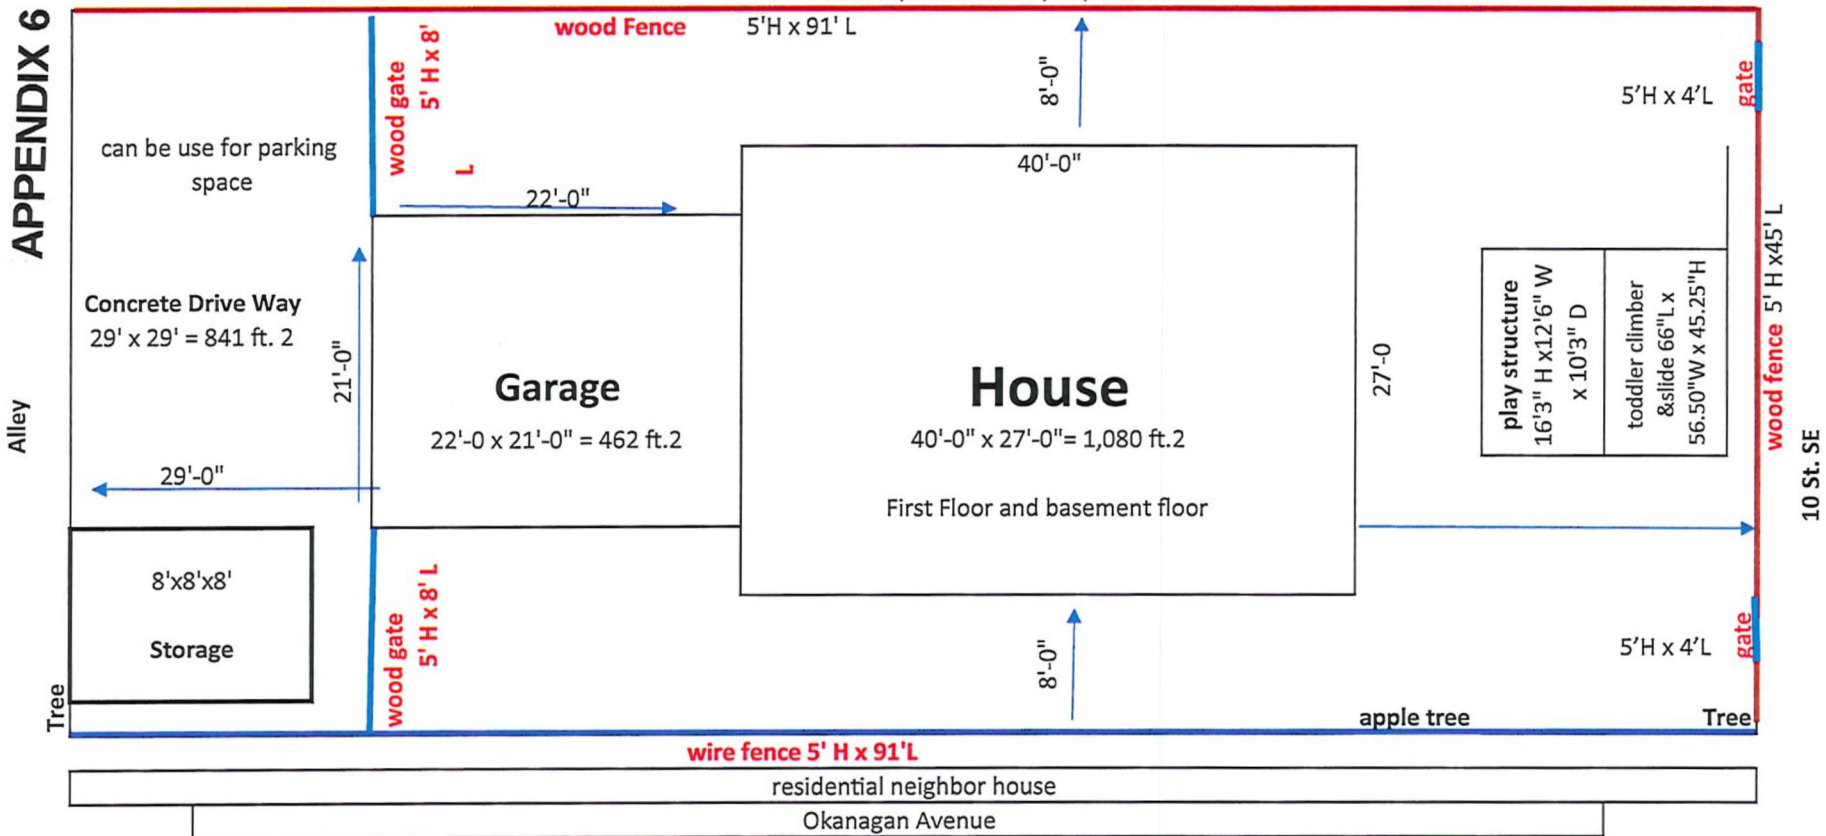 APPENDIX 6
wood Fence 5'H x 91' L
wood gate
5' H x 8'
L
8'-0"
5'H x 4'L
gate
can be use for parking
space
22'-0"
40'-0"
Concrete Drive Way
29' x 29' = 841 ft. 2
21'-0"
Alley
29'-0"
Garage
22'-0 x 21'-0" = 462 ft.2
House
40'-0" x 27'-0"= 1,080 ft.2
First Floor and basement floor
27'-0
play structure
16'3" H x12'6" W
x 10'3" D
toddler climber
&slide 66"L x
56.50"W x 45.25"H
wood fence 5' H x45' L
10 St. SE
8'x8'x8'
Storage
Tree
wood gate
5' H x 8' L
8'-0"
5'H x 4'L
gate
apple tree
Tree
wire fence 5' H x 91'L
residential neighbor house
Okanagan Avenue